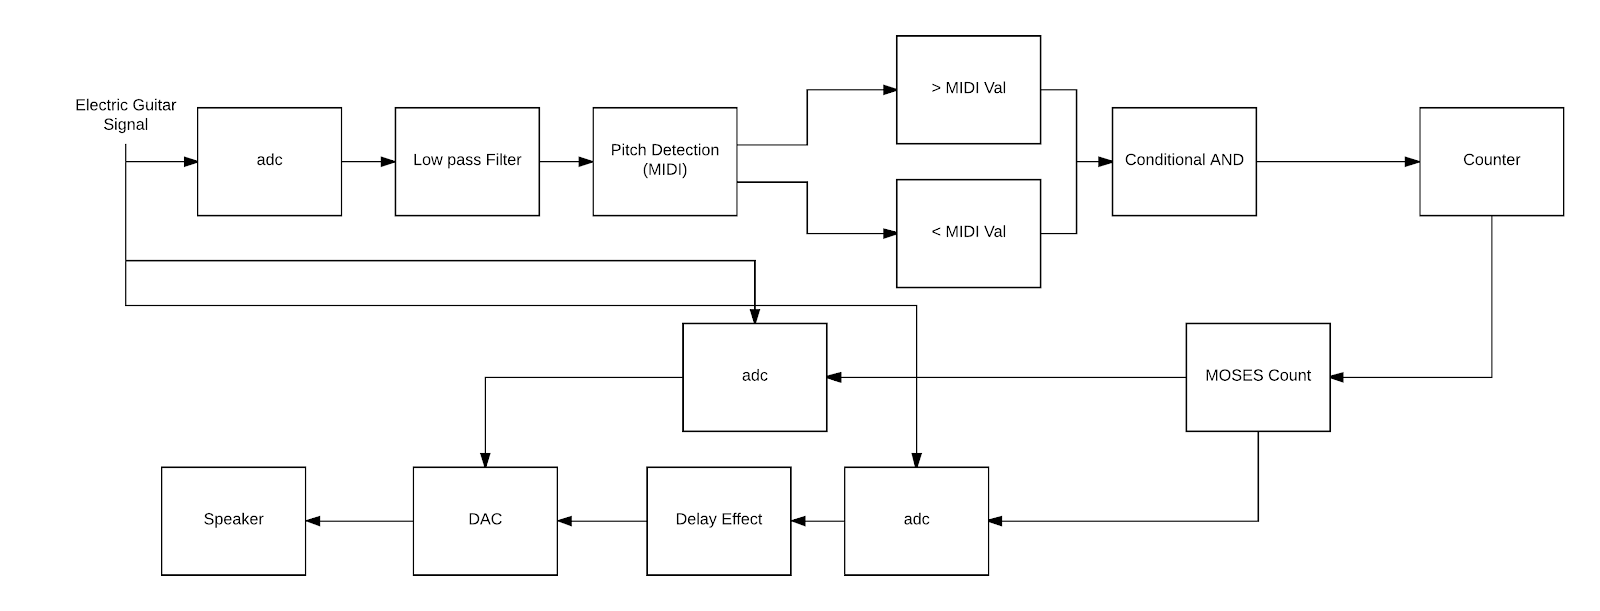 Electric Guitar
Signal
adc
Low pass Filter
Pitch Detection
(MIDI)
> MIDI Val
< MIDI Val
Conditional AND
Counter
adc
MOSES Count
Speaker
DAC
Delay Effect
adc